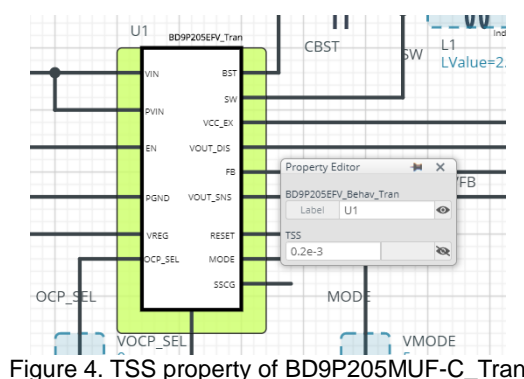 U1
BD9P205EFV_Tran
CBST
SW
L1
LValue=2.
Ind
VIN
BST
SW
PVIN
VCC_EX
EN
VOUT_DIS
FB
Property Editor
BD9P205EFV_Behav_Tran
Label U1
TSS
0.2e-3
PGND
VOUT_SNS
VFB
VREG
RESET
OCP_SEL
MODE
SSCG
OCP_SEL
MODE
VOCP_SEL
VMODE
Figure 4. TSS property of BD9P205MUF-C_Tran